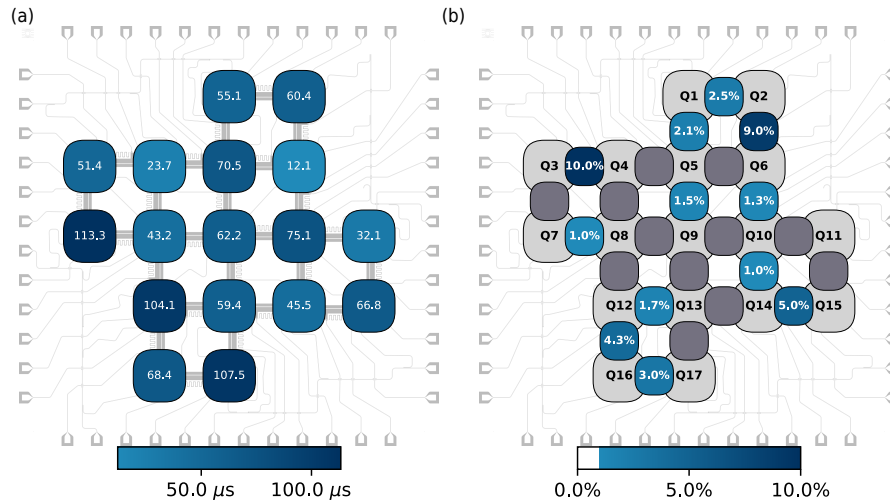 (a)
55.1 60.4
51.4 23.7 70.5 12.1
113.3 43.2 62.2 75.1 32.1
104.1 59.4 45.5 66.8
68.4 107.5
50.0 μs 100.0 μs
(b)
Q1 2.5% Q2
2.1% 9.0%
Q3 10.0% Q4 Q5 Q6
1.5% 1.3%
Q7 1.0% Q8 Q9 Q10 Q11
1.0%
Q12 1.7% Q13 Q14 5.0% Q15
4.3%
Q16 3.0% Q17
0.0% 5.0% 10.0%